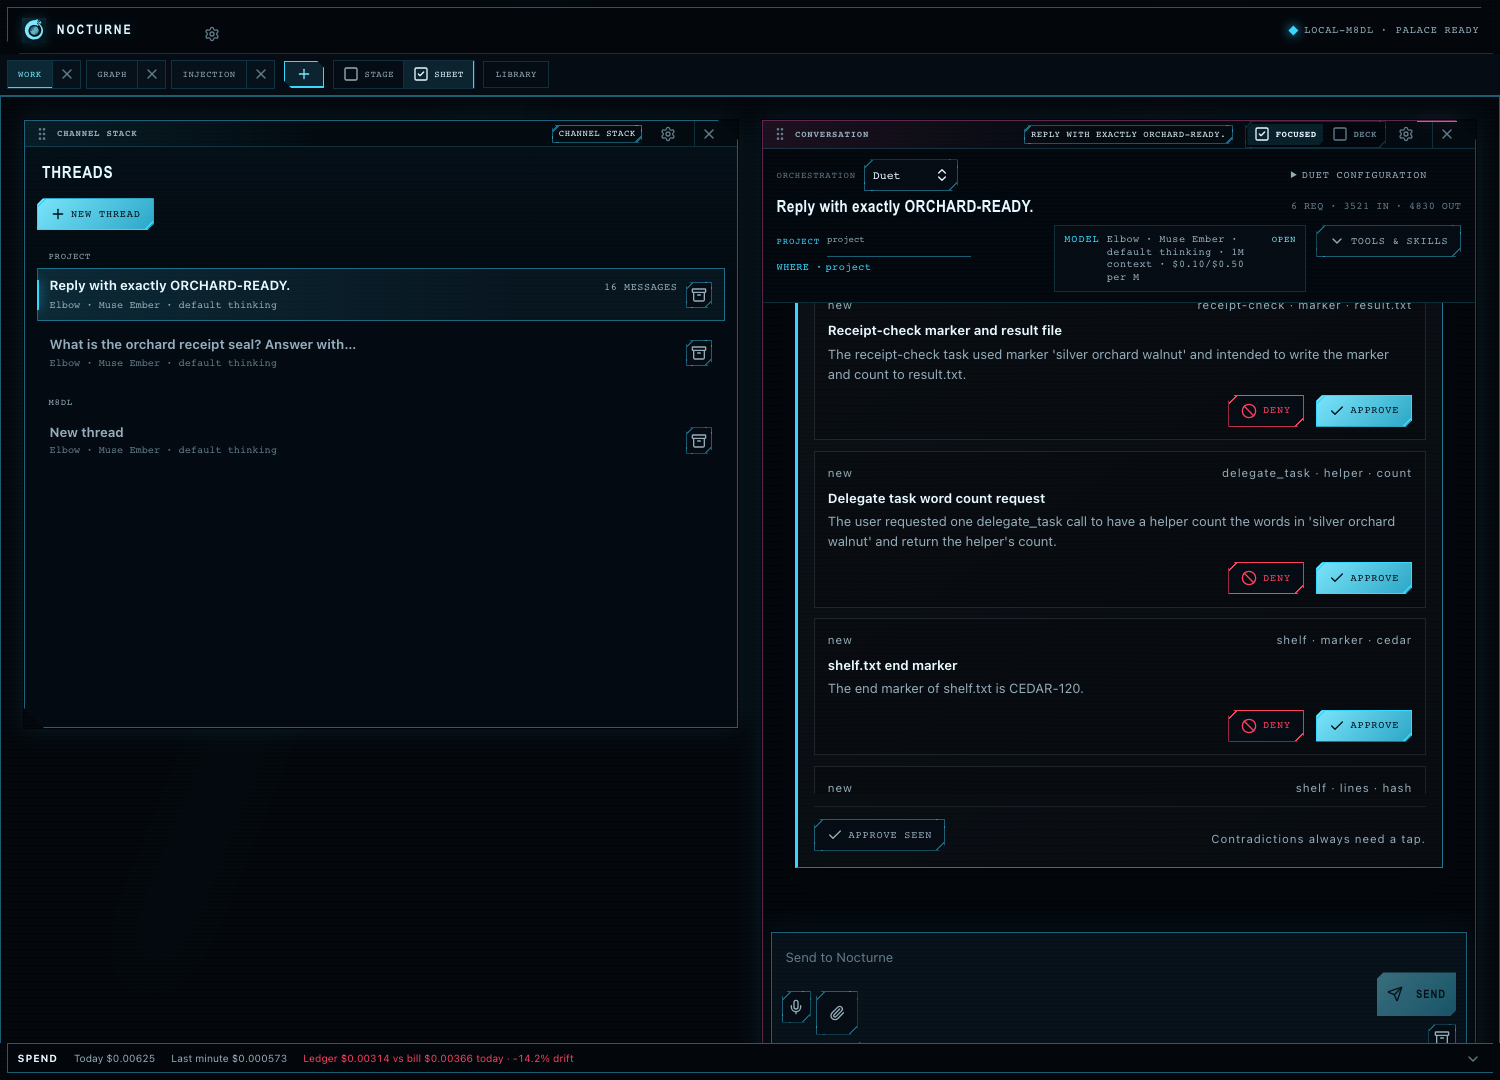 NOCTURNE
LOCAL-M8DL · PALACE READY
WORK
GRAPH
INJECTION
STAGE
SHEET
LIBRARY
CHANNEL STACK
CHANNEL STACK
THREADS
NEW THREAD
PROJECT
Reply with exactly ORCHARD-READY.
16 MESSAGES
Elbow · Muse Ember · default thinking
What is the orchard receipt seal? Answer with...
Elbow · Muse Ember · default thinking
M8DL
New thread
Elbow · Muse Ember · default thinking
CONVERSATION
REPLY WITH EXACTLY ORCHARD-READY.
FOCUSED
DECK
ORCHESTRATION
Duet
DUET CONFIGURATION
Reply with exactly ORCHARD-READY.
6 REQ · 3521 IN · 4830 OUT
PROJECT project
WHERE · project
MODEL Elbow · Muse Ember ·
default thinking · 1M
context · $0.10/$0.50
per M
OPEN
TOOLS & SKILLS
new
receipt-check · marker · result.txt
Receipt-check marker and result file
The receipt-check task used marker 'silver orchard walnut' and intended to write the marker
and count to result.txt.
DENY
APPROVE
new
delegate_task · helper · count
Delegate task word count request
The user requested one delegate_task call to have a helper count the words in 'silver orchard
walnut' and return the helper's count.
DENY
APPROVE
new
shelf · marker · cedar
shelf.txt end marker
The end marker of shelf.txt is CEDAR-120.
DENY
APPROVE
new
shelf · lines · hash
APPROVE SEEN
Contradictions always need a tap.
Send to Nocturne
SEND
SPEND
Today $0.00625
Last minute $0.000573
Ledger $0.00314 vs bill $0.00366 today · -14.2% drift